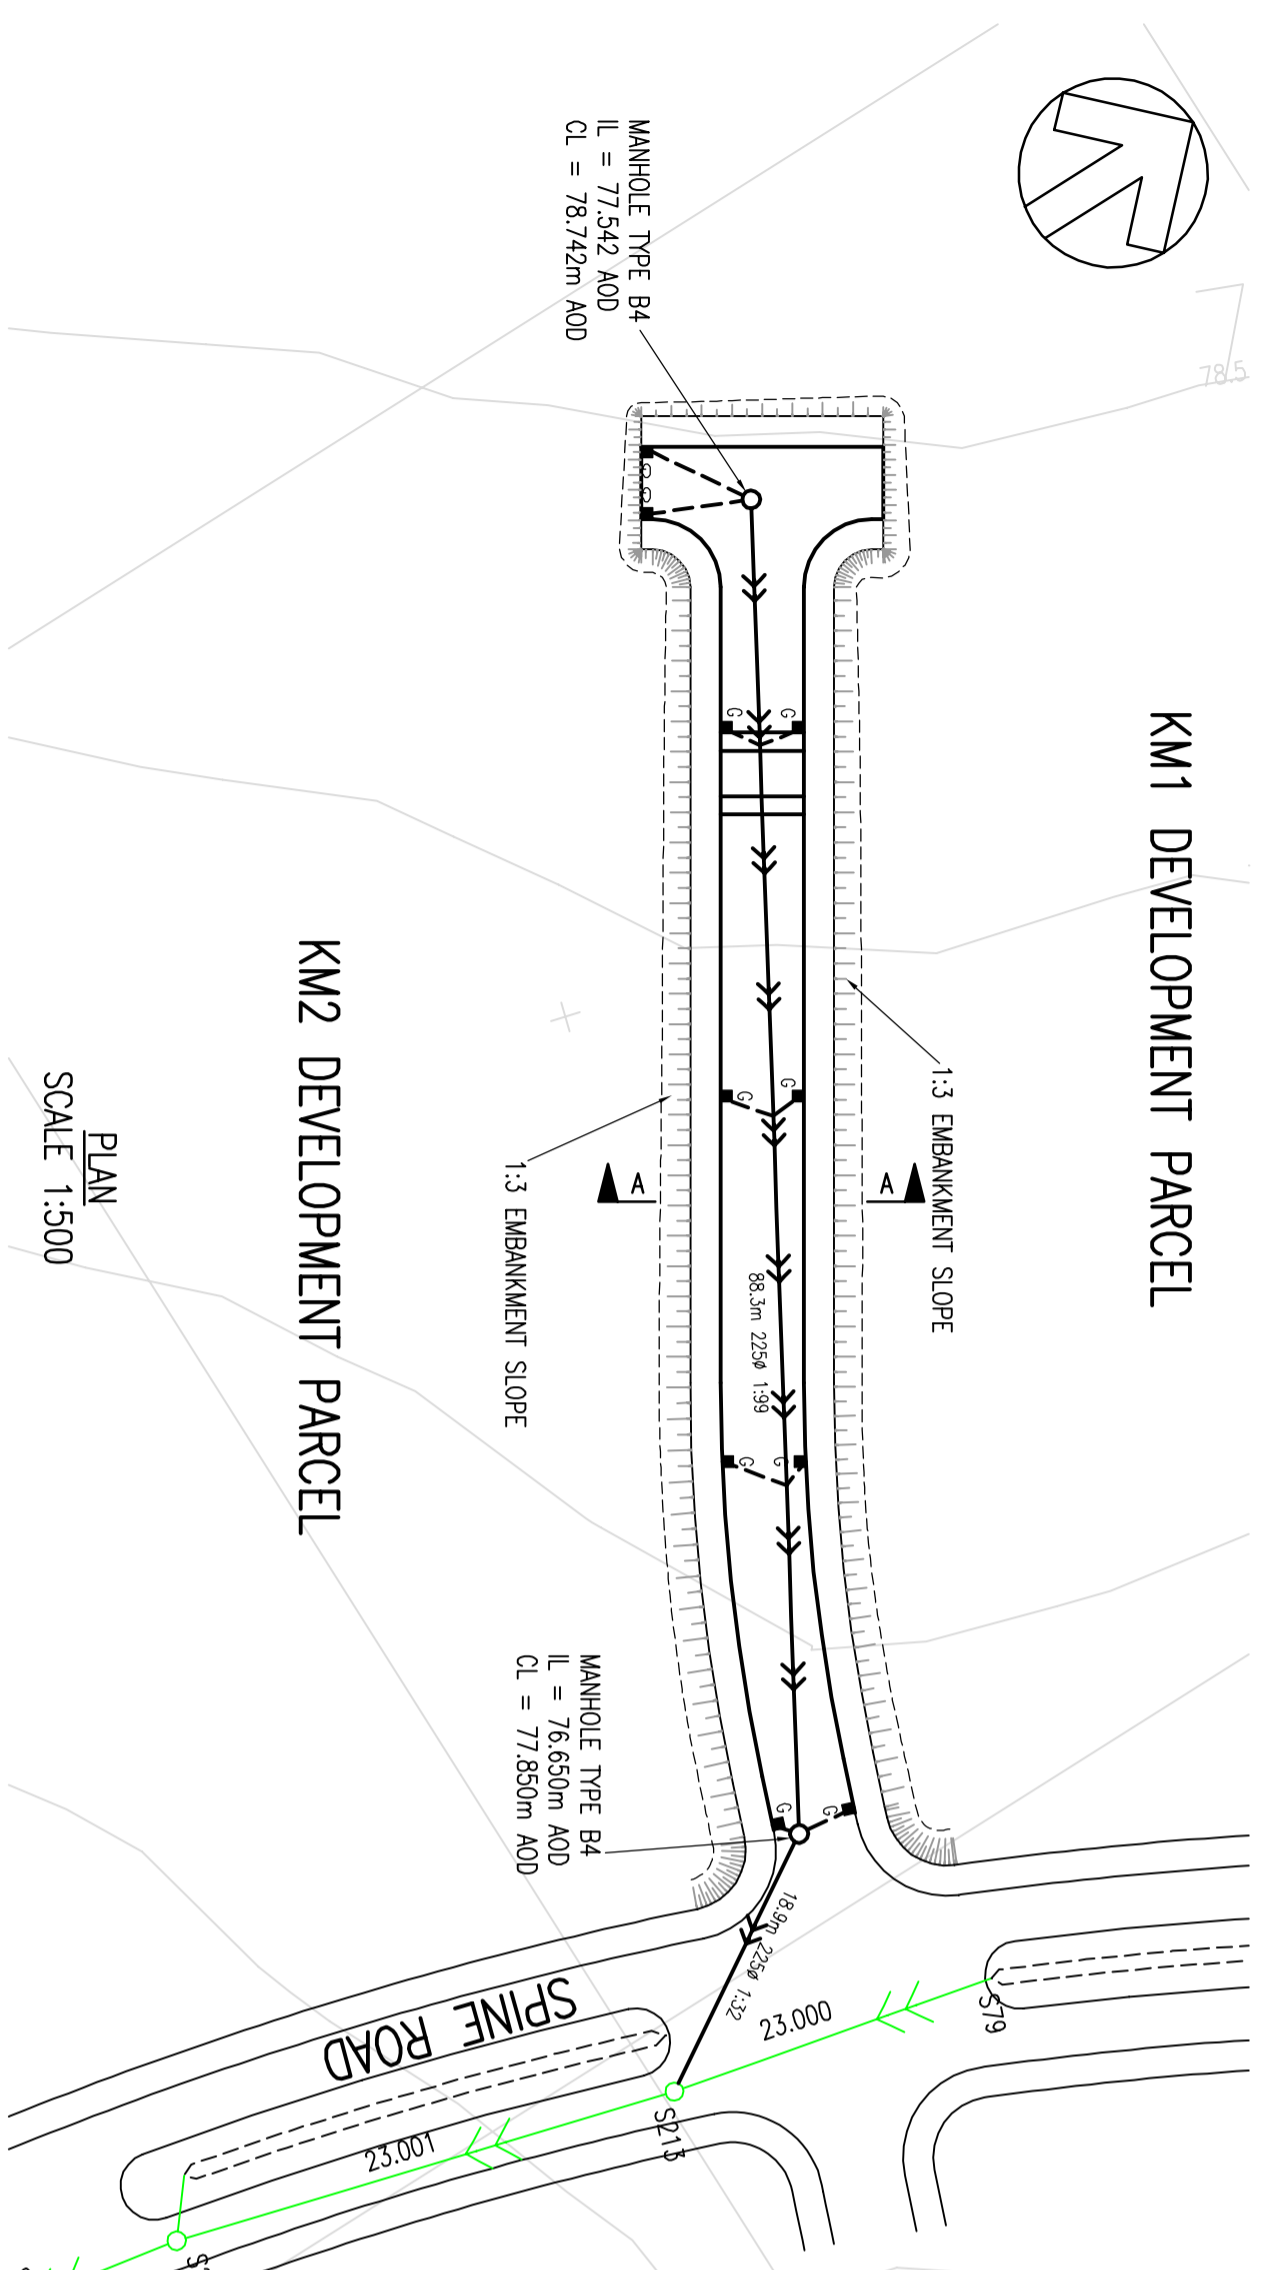 78.5
MANHOLE TYPE B4
IL = 77.542 AOD
CL = 78.742m AOD
KM1 DEVELOPMENT PARCEL
G
G
G
G
KM2 DEVELOPMENT PARCEL
1:3 EMBANKMENT SLOPE
1:3 EMBANKMENT SLOPE
A
A
PLAN
SCALE 1:500
88.3m 225ø 1:99
G
G
G
G
G
G
MANHOLE TYPE B4
IL = 76.650m AOD
CL = 77.850m AOD
18.9m 225ø 1:32
S79
23.000
SPINE ROAD
S213
23.001